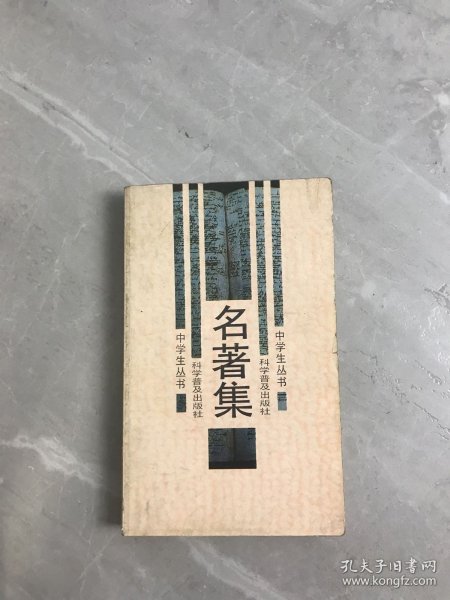 名著集
中学生丛书
科学普及出版社
中学生丛书
科学普及出版社
孔夫子旧书网
www.kongfz.com